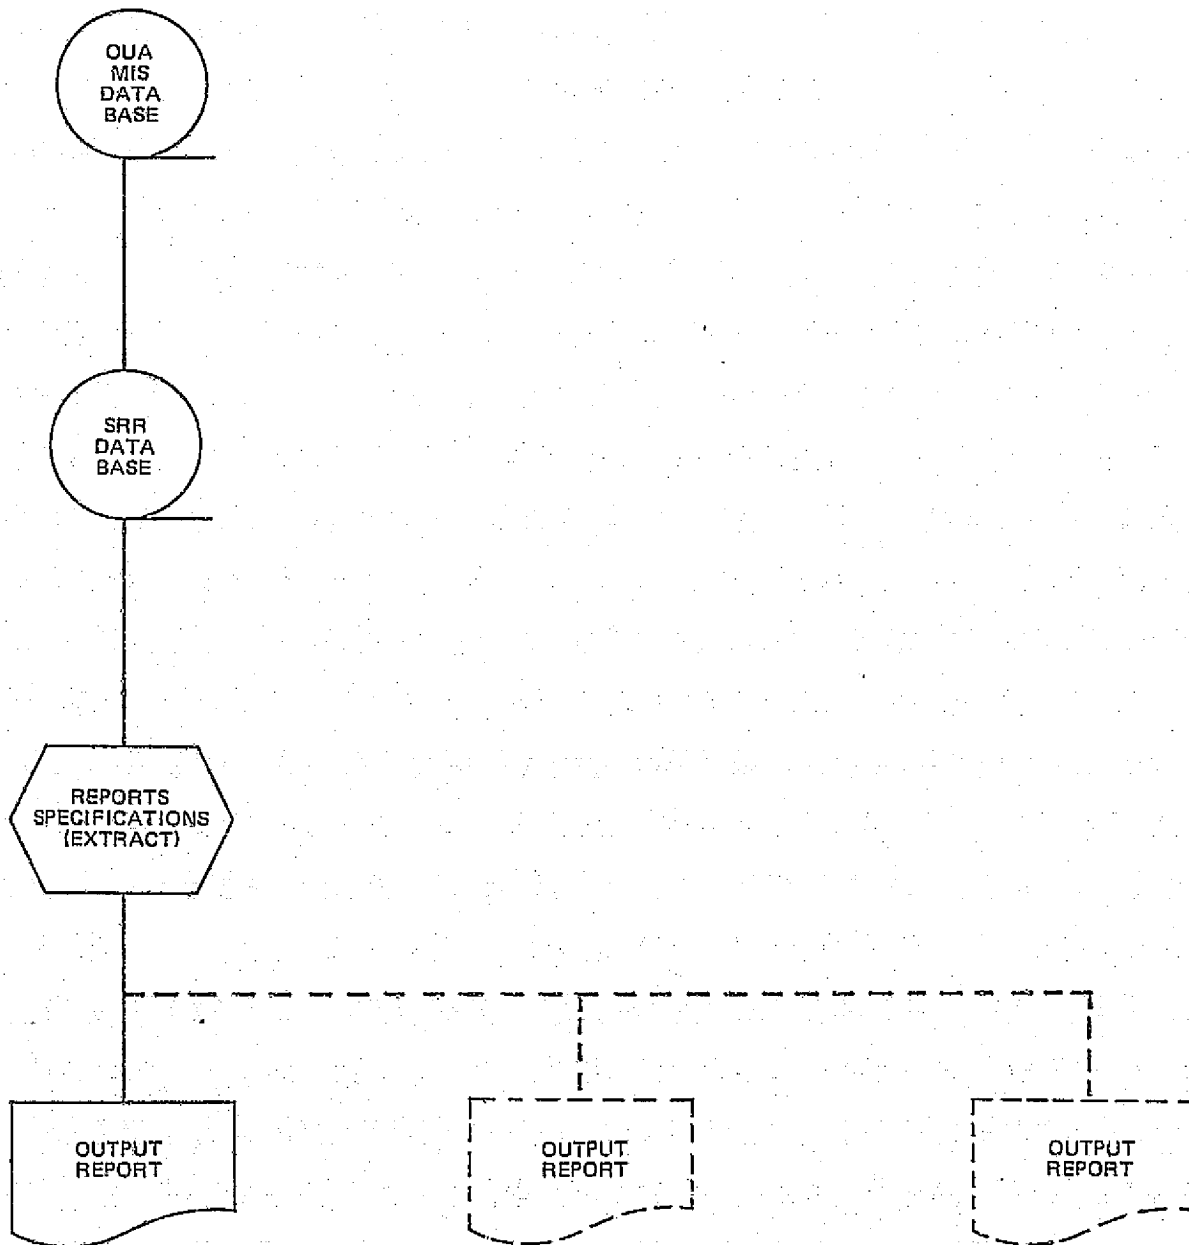 OUA
MIS
DATA
BASE
SRR
DATA
BASE
REPORTS
SPECIFICATIONS
(EXTRACT)
OUTPUT
REPORT
OUTPUT
REPORT
OUTPUT
REPORT